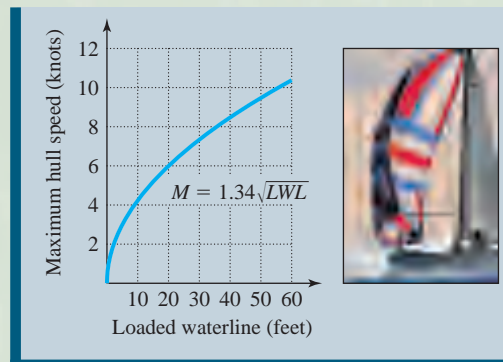 Maximum hull speed (knots)
12
10
8
6
4
2
M = 1.34√LWL
10 20 30 40 50 60
Loaded waterline (feet)